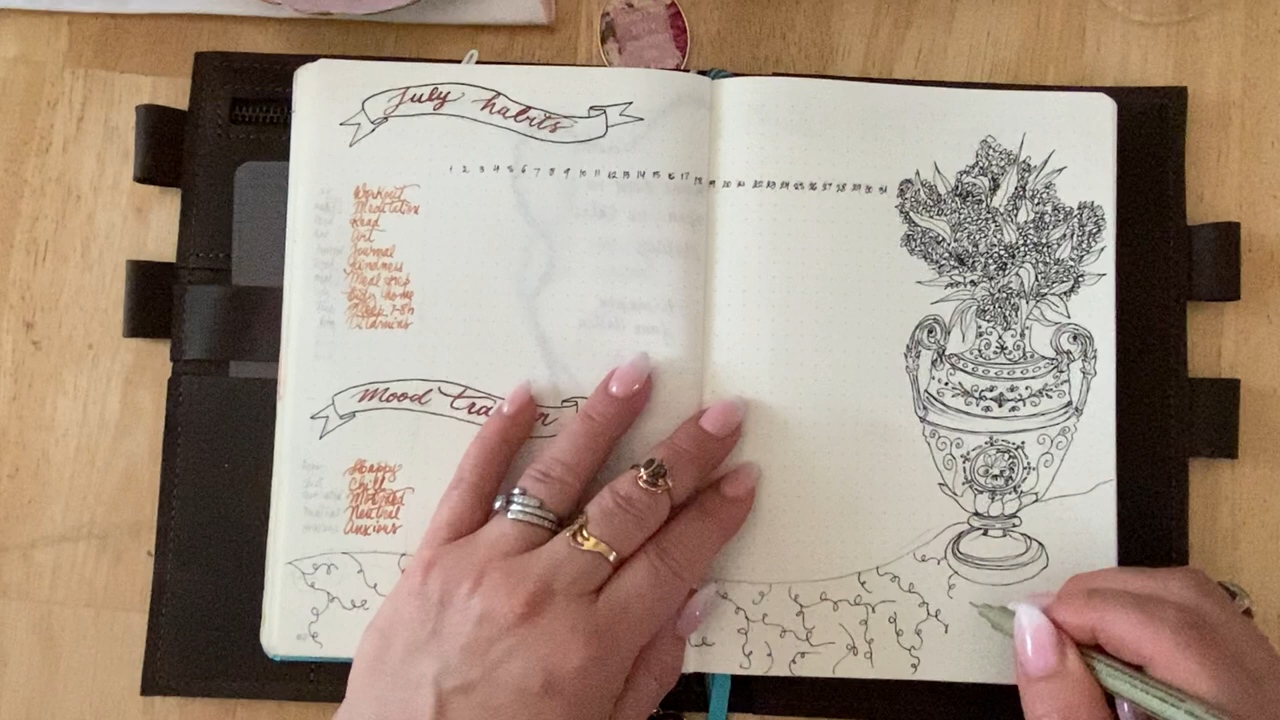 July habits
1 2 3 4 5 6 7 8 9 10 11 12 13 14 15 16 17 18 19 20 21 22 23 24 25 26 27 28 29 30 31
Workout
Meditation
Read
Art
Journal
Kindness
Meal prep
Tidy home
Sleep 7-8h
Vitamins
Mood
Happy
Chill
Motivated
Neutral
Anxious